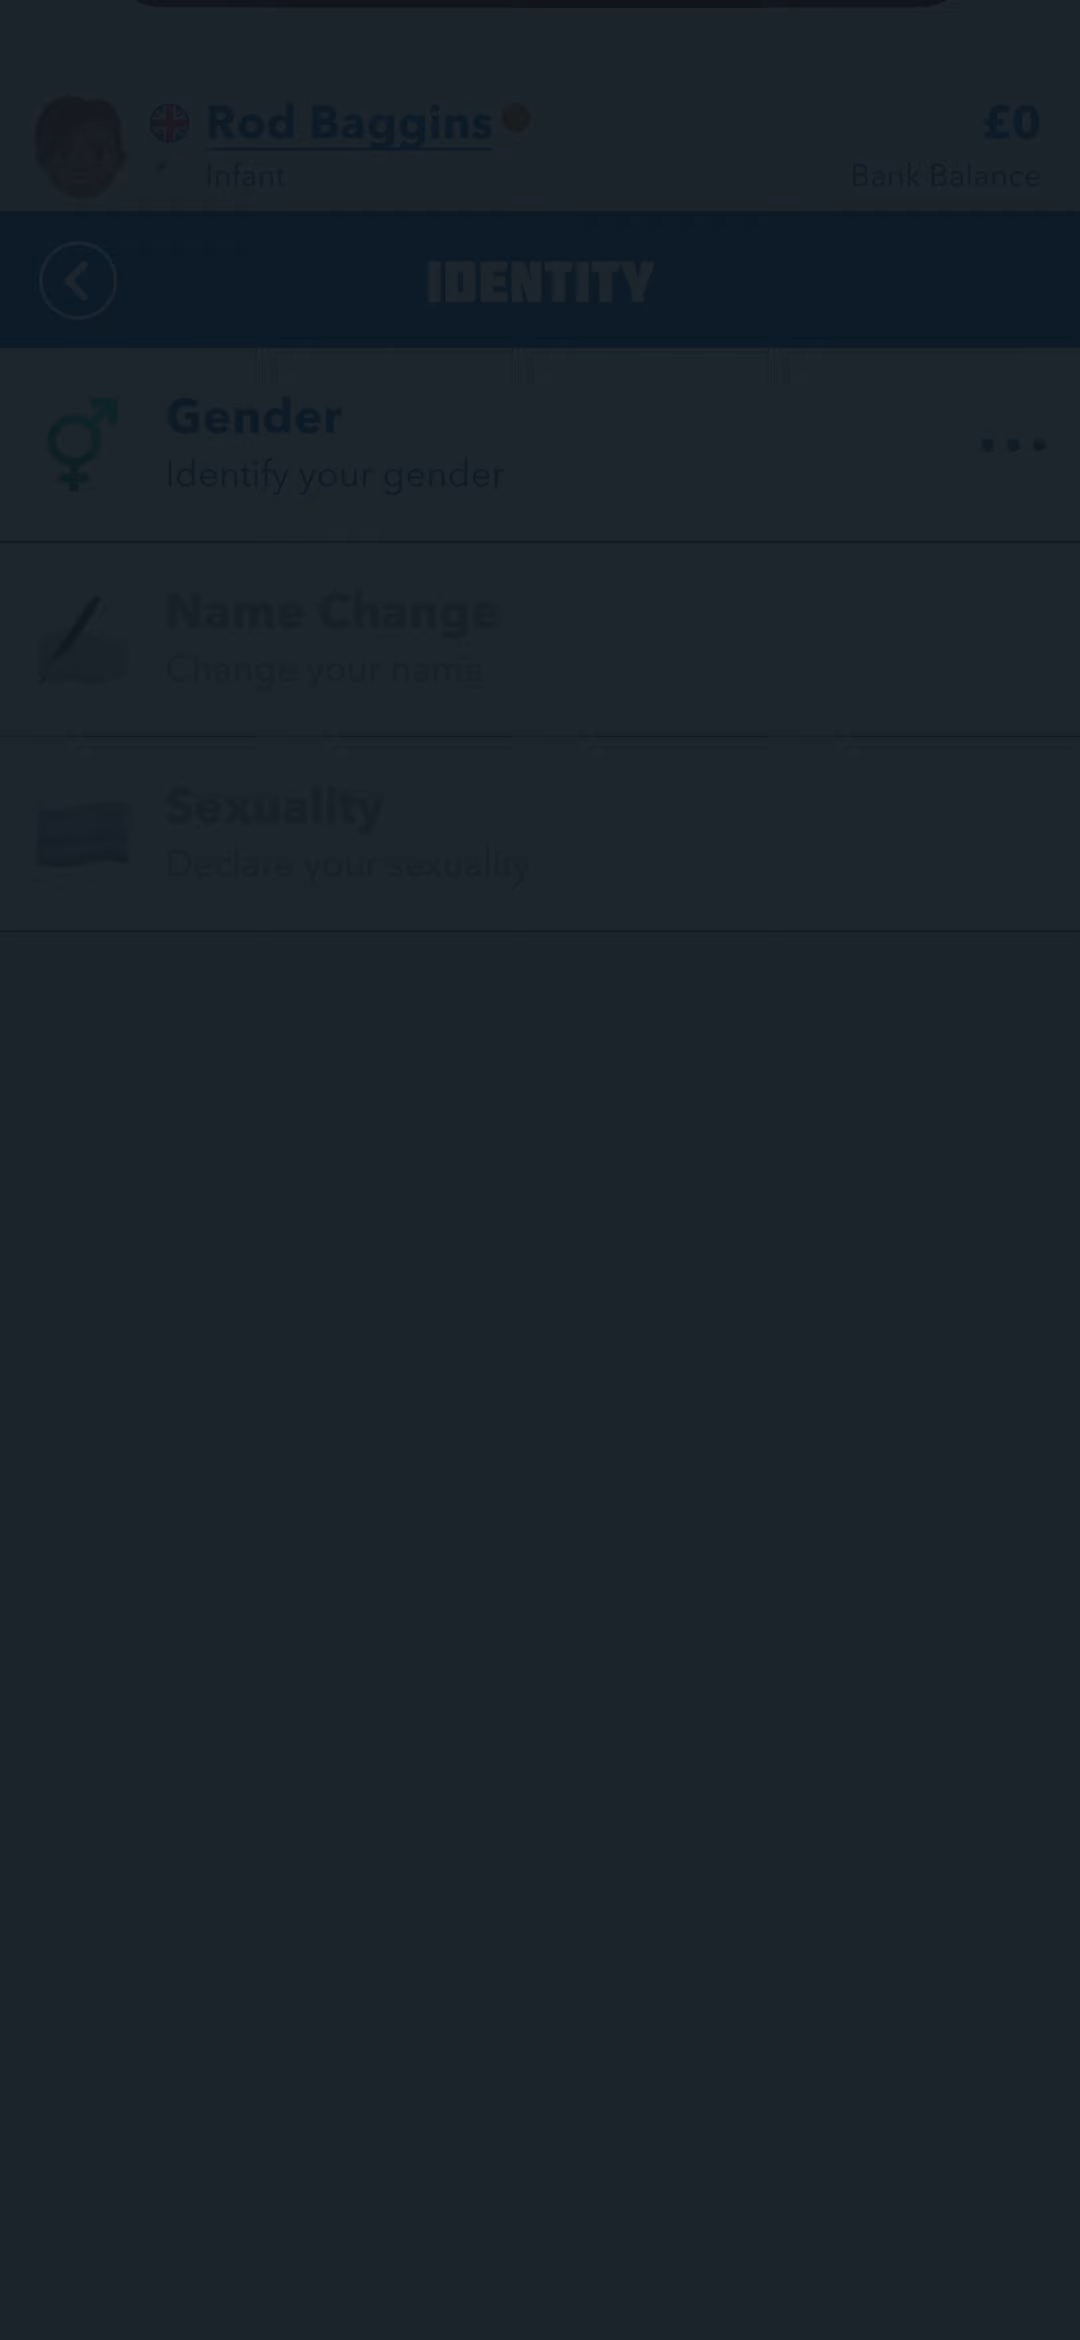 Rod Baggins
£0
Infant
Bank Balance
IDENTITY
Gender
Identify your gender
Name Change
Change your name
Sexuality
Declare your sexuality